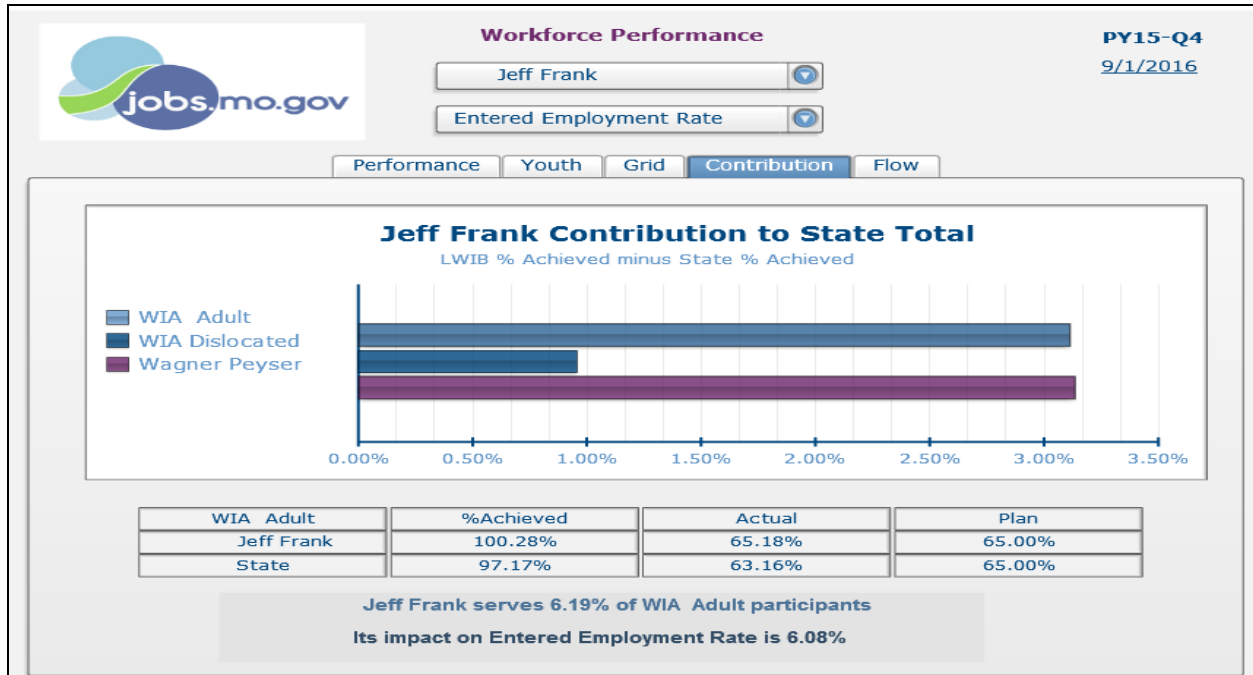 Workforce Performance
PY15-Q4
jobs.mo.gov
Jeff Frank
9/1/2016
Entered Employment Rate
Performance Youth Grid Contribution Flow
Jeff Frank Contribution to State Total
LWIB % Achieved minus State % Achieved
WIA Adult
WIA Dislocated
Wagner Peyser
0.00% 0.50% 1.00% 1.50% 2.00% 2.50% 3.00% 3.50%
WIA Adult %Achieved Actual Plan
Jeff Frank 100.28% 65.18% 65.00%
State 97.17% 63.16% 65.00%
Jeff Frank serves 6.19% of WIA Adult participants
Its impact on Entered Employment Rate is 6.08%